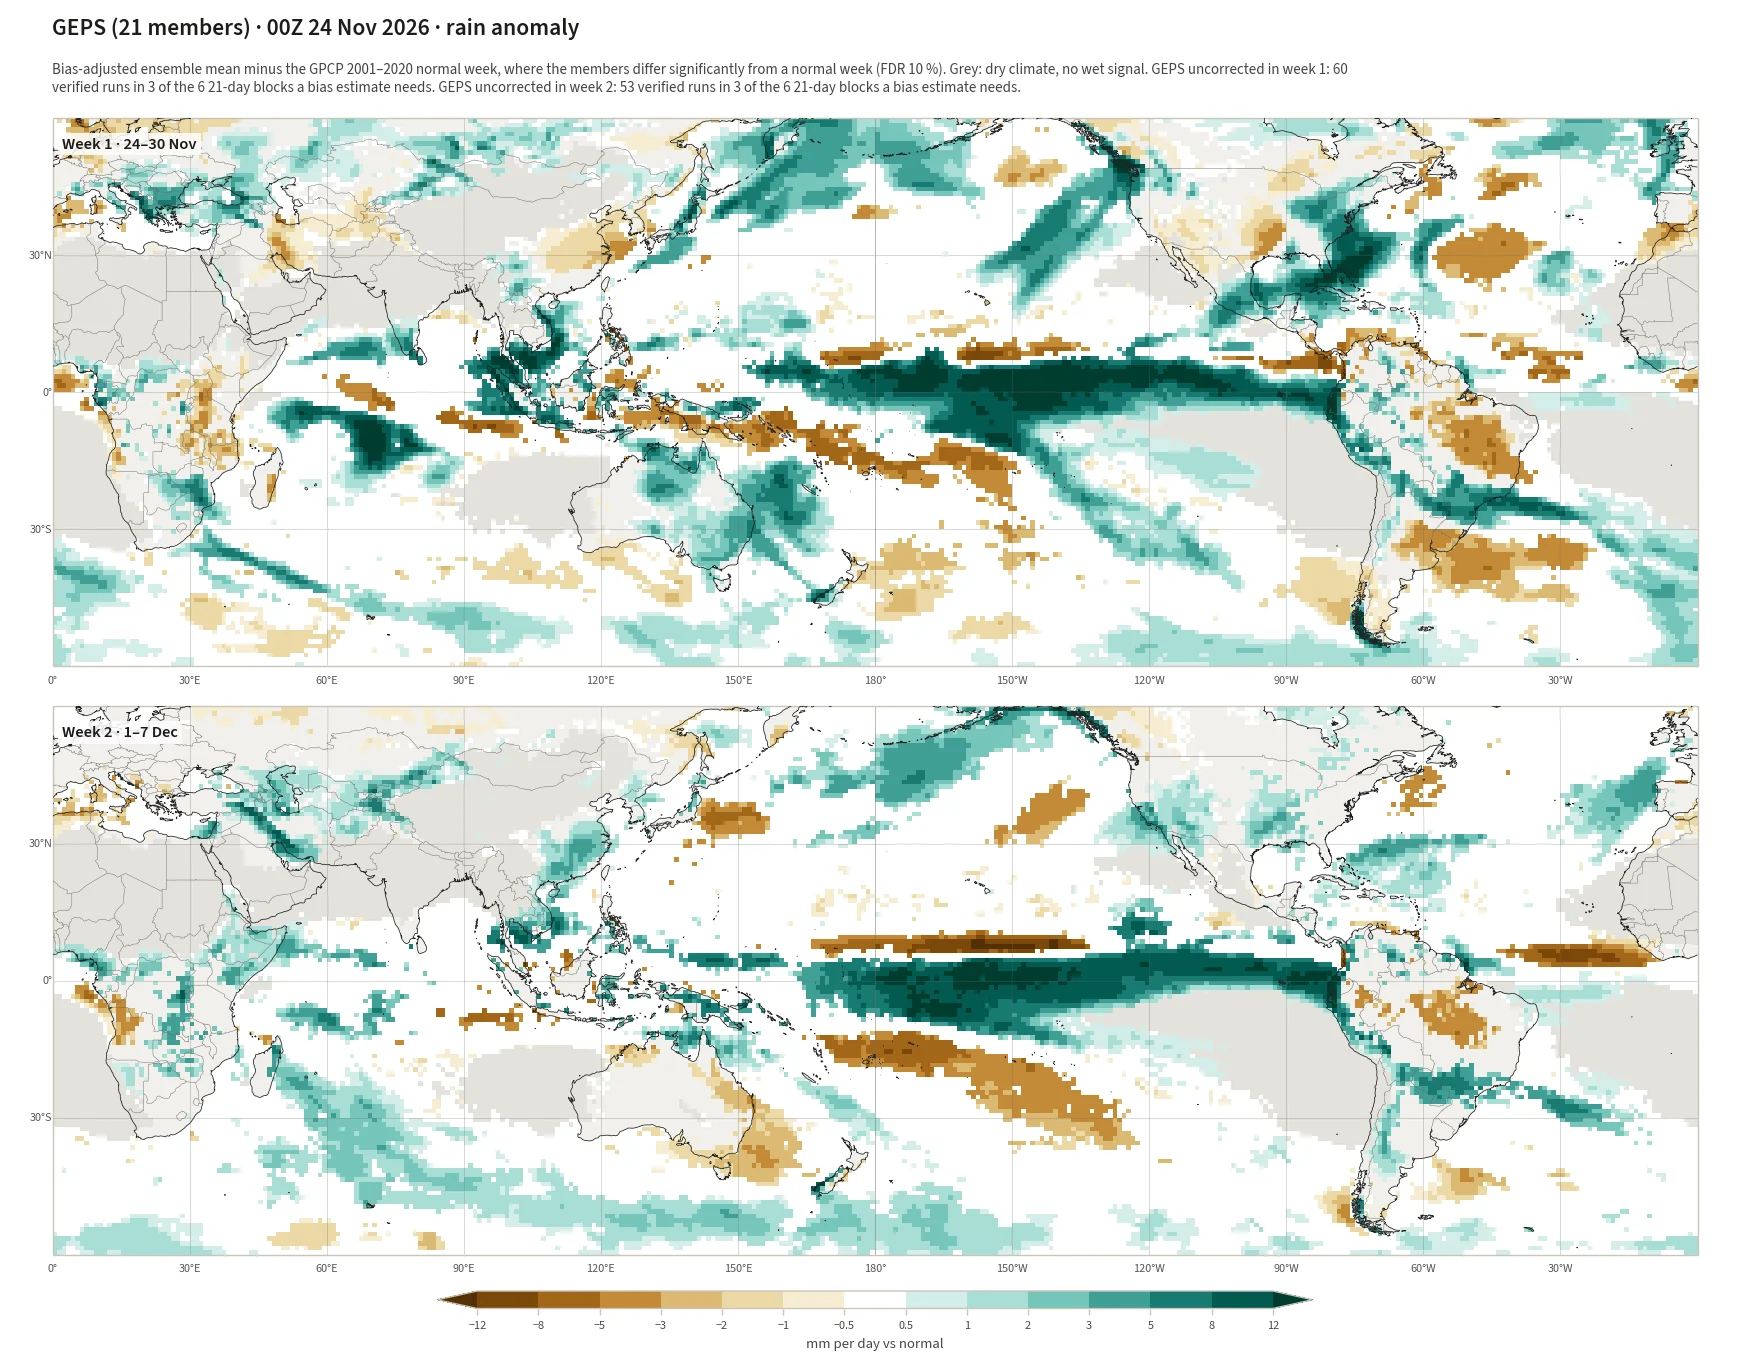 GEPS (21 members) · 00Z 24 Nov 2026 · rain anomaly
Bias-adjusted ensemble mean minus the GPCP 2001–2020 normal week, where the members differ significantly from a normal week (FDR 10 %). Grey: dry climate, no wet signal. GEPS uncorrected in week 1: 60
verified runs in 3 of the 6 21-day blocks a bias estimate needs. GEPS uncorrected in week 2: 53 verified runs in 3 of the 6 21-day blocks a bias estimate needs.
Week 1 · 24–30 Nov
30°N
0°
30°S
0° 30°E 60°E 90°E 120°E 150°E 180° 150°W 120°W 90°W 60°W 30°W
Week 2 · 1–7 Dec
30°N
0°
30°S
0° 30°E 60°E 90°E 120°E 150°E 180° 150°W 120°W 90°W 60°W 30°W
−12 −8 −5 −3 −2 −1 −0.5 0.5 1 2 3 5 8 12
mm per day vs normal